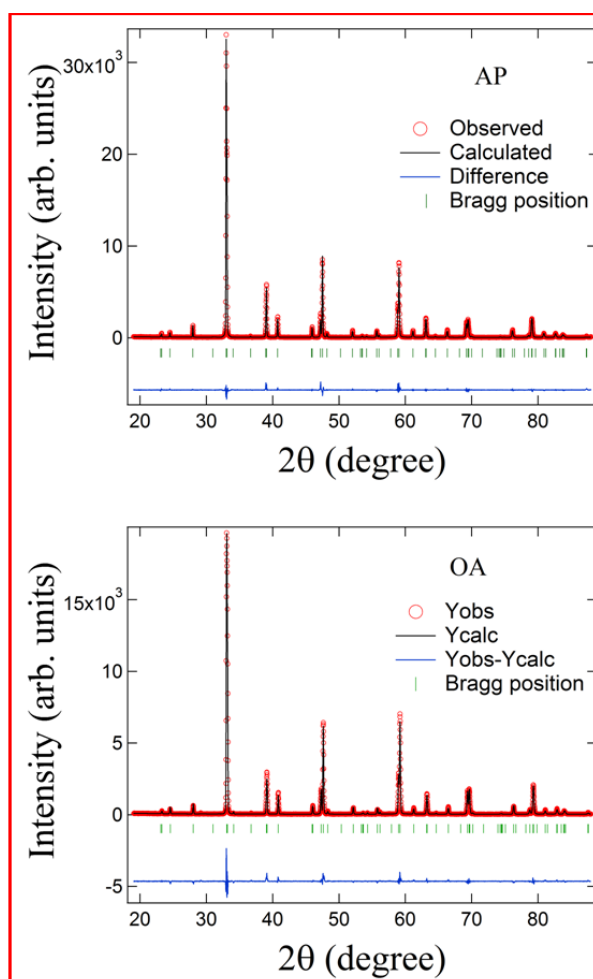 AP
Observed
Calculated
Difference
Bragg position
Intensity (arb. units)
30x10³
20
10
0
20 30 40 50 60 70 80
2θ (degree)
OA
Yobs
Ycalc
Yobs-Ycalc
Bragg position
Intensity (arb. units)
15x10³
10
5
0
-5
20 30 40 50 60 70 80
2θ (degree)